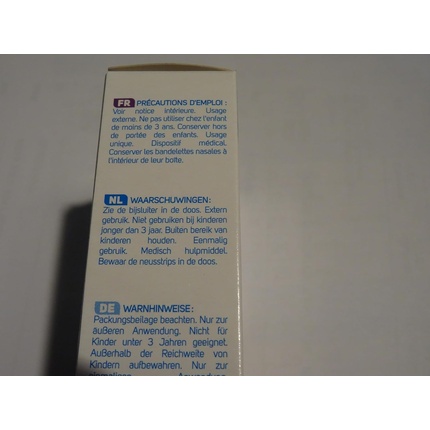 FR PRÉCAUTIONS D'EMPLOI :
Voir notice intérieure. Usage
externe. Ne pas utiliser chez l'enfant
de moins de 3 ans. Conserver hors
de portée des enfants. Usage
unique. Dispositif médical.
Conserver les bandelettes nasales à
l'intérieur de leur boîte.
NL WAARSCHUWINGEN:
Zie de bijsluiter in de doos. Extern
gebruik. Niet gebruiken bij kinderen
jonger dan 3 jaar. Buiten bereik van
kinderen houden. Eenmalig
gebruik. Medisch hulpmiddel.
Bewaar de neusstrips in de doos.
DE WARNHINWEISE:
Packungsbeilage beachten. Nur zur
äußeren Anwendung. Nicht für
Kinder unter 3 Jahren geeignet.
Außerhalb der Reichweite von
Kindern aufbewahren. Nur zur
einmaligen Anwendung.